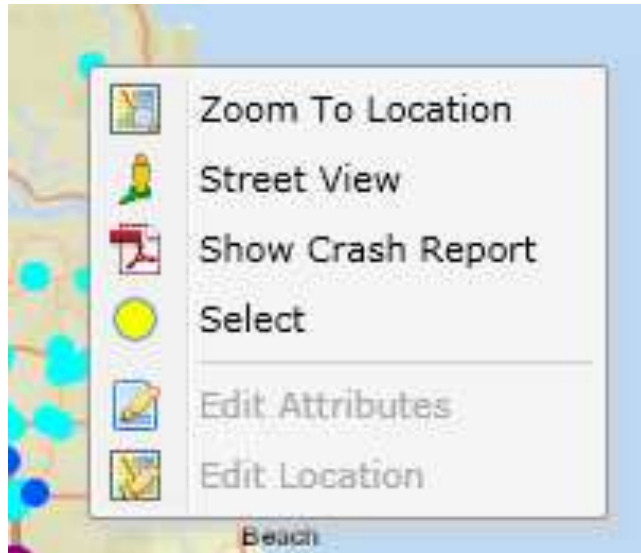 Zoom To Location
Street View
Show Crash Report
Select
Edit Attributes
Edit Location
Beach